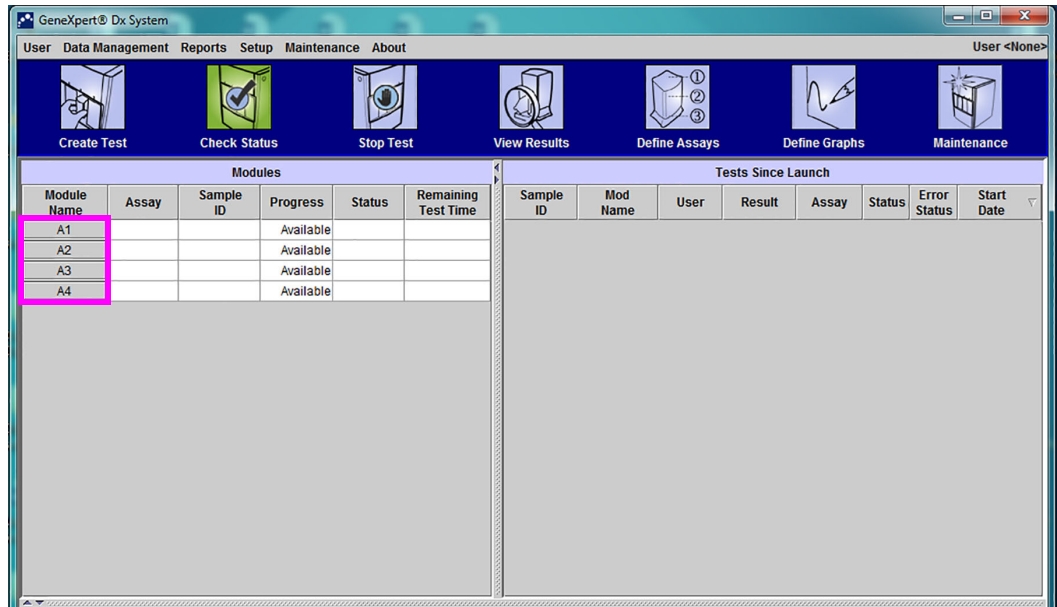 GeneXpert® Dx System
User Data Management Reports Setup Maintenance About User <None>
① ② ③
Create Test Check Status Stop Test View Results Define Assays Define Graphs Maintenance
Modules
Module Name Assay Sample ID Progress Status Remaining Test Time
A1 Available
A2 Available
A3 Available
A4 Available
Tests Since Launch
Sample ID Mod Name User Result Assay Status Error Status Start Date